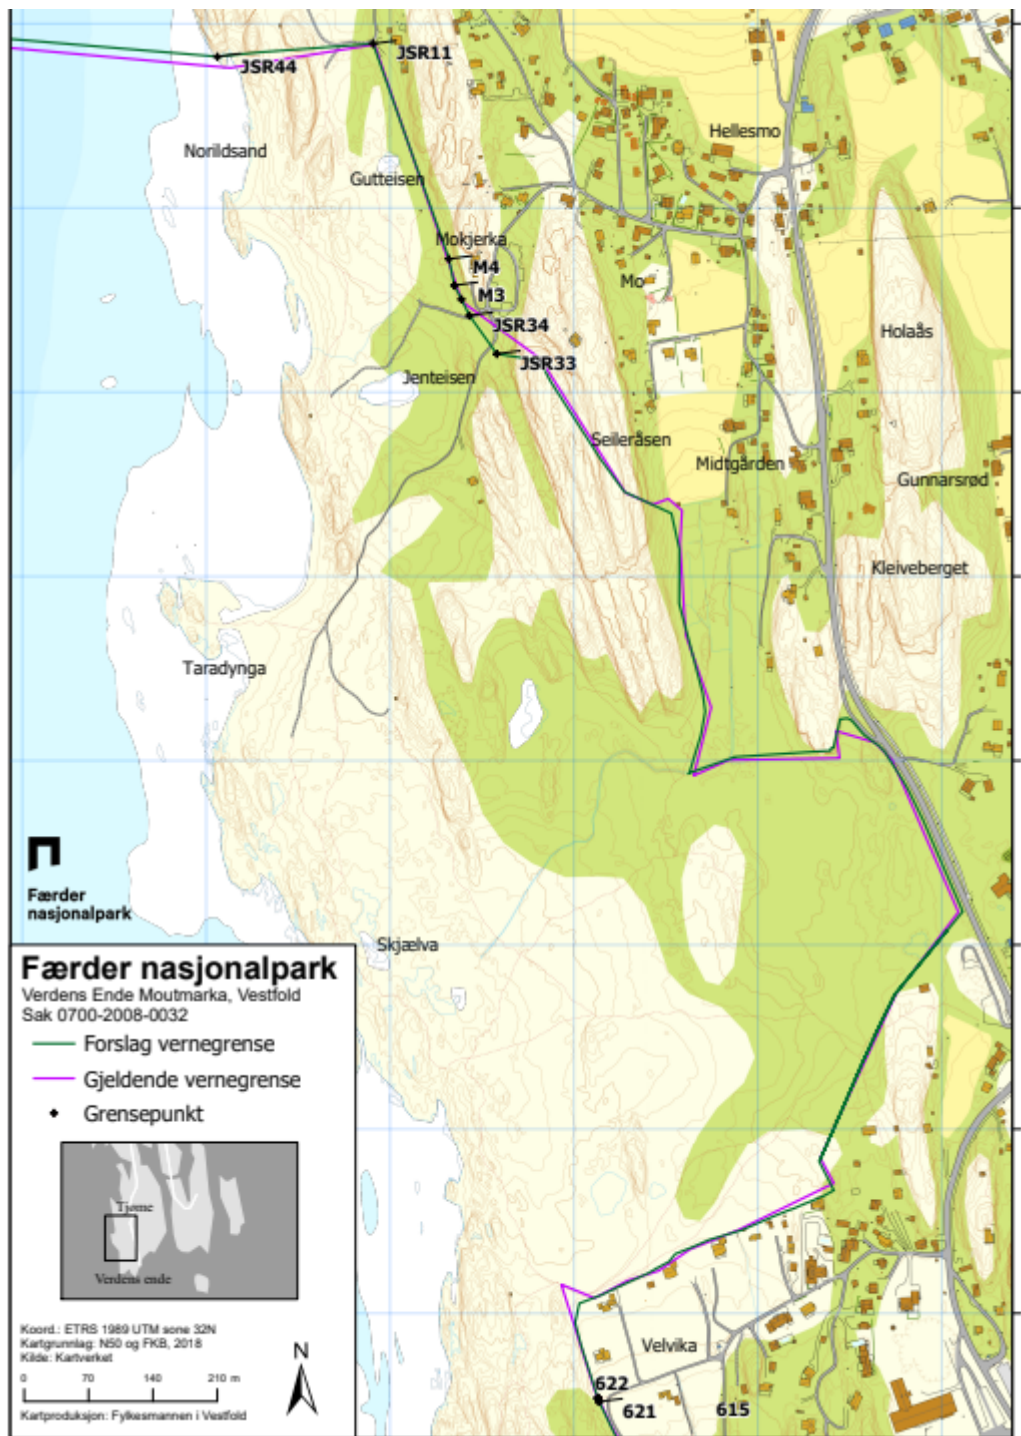 JSR11
JSR44
Hellesmo
Norildsand
Gutteisen
Mokjerka
M4
Mo
M3
JSR34
Holaås
JSR33
Jenteisen
Seileråsen
Midtgården
Gunnarsrød
Kleiveberget
Taradynga
Færder
nasjonalpark
Skjælva
Færder nasjonalpark
Verdens Ende Moutmarka, Vestfold
Sak 0700-2008-0032
Forslag vernegrense
Gjeldende vernegrense
Grensepunkt
Tjøme
Verdens ende
Koord.: ETRS 1989 UTM sone 32N
Kartgrunnlag: N50 og FKB, 2018
Kilde: Kartverket
N
0 70 140 210 m
Kartproduksjon: Fylkesmannen i Vestfold
Velvika
622
621
615